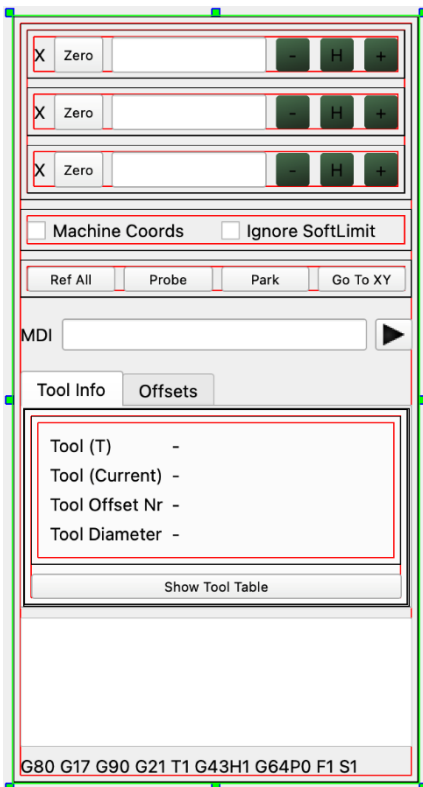 X Zero - H +
X Zero - H +
X Zero - H +
Machine Coords Ignore SoftLimit
Ref All Probe Park Go To XY
MDI
Tool Info Offsets
Tool (T) -
Tool (Current) -
Tool Offset Nr -
Tool Diameter -
Show Tool Table
G80 G17 G90 G21 T1 G43H1 G64P0 F1 S1